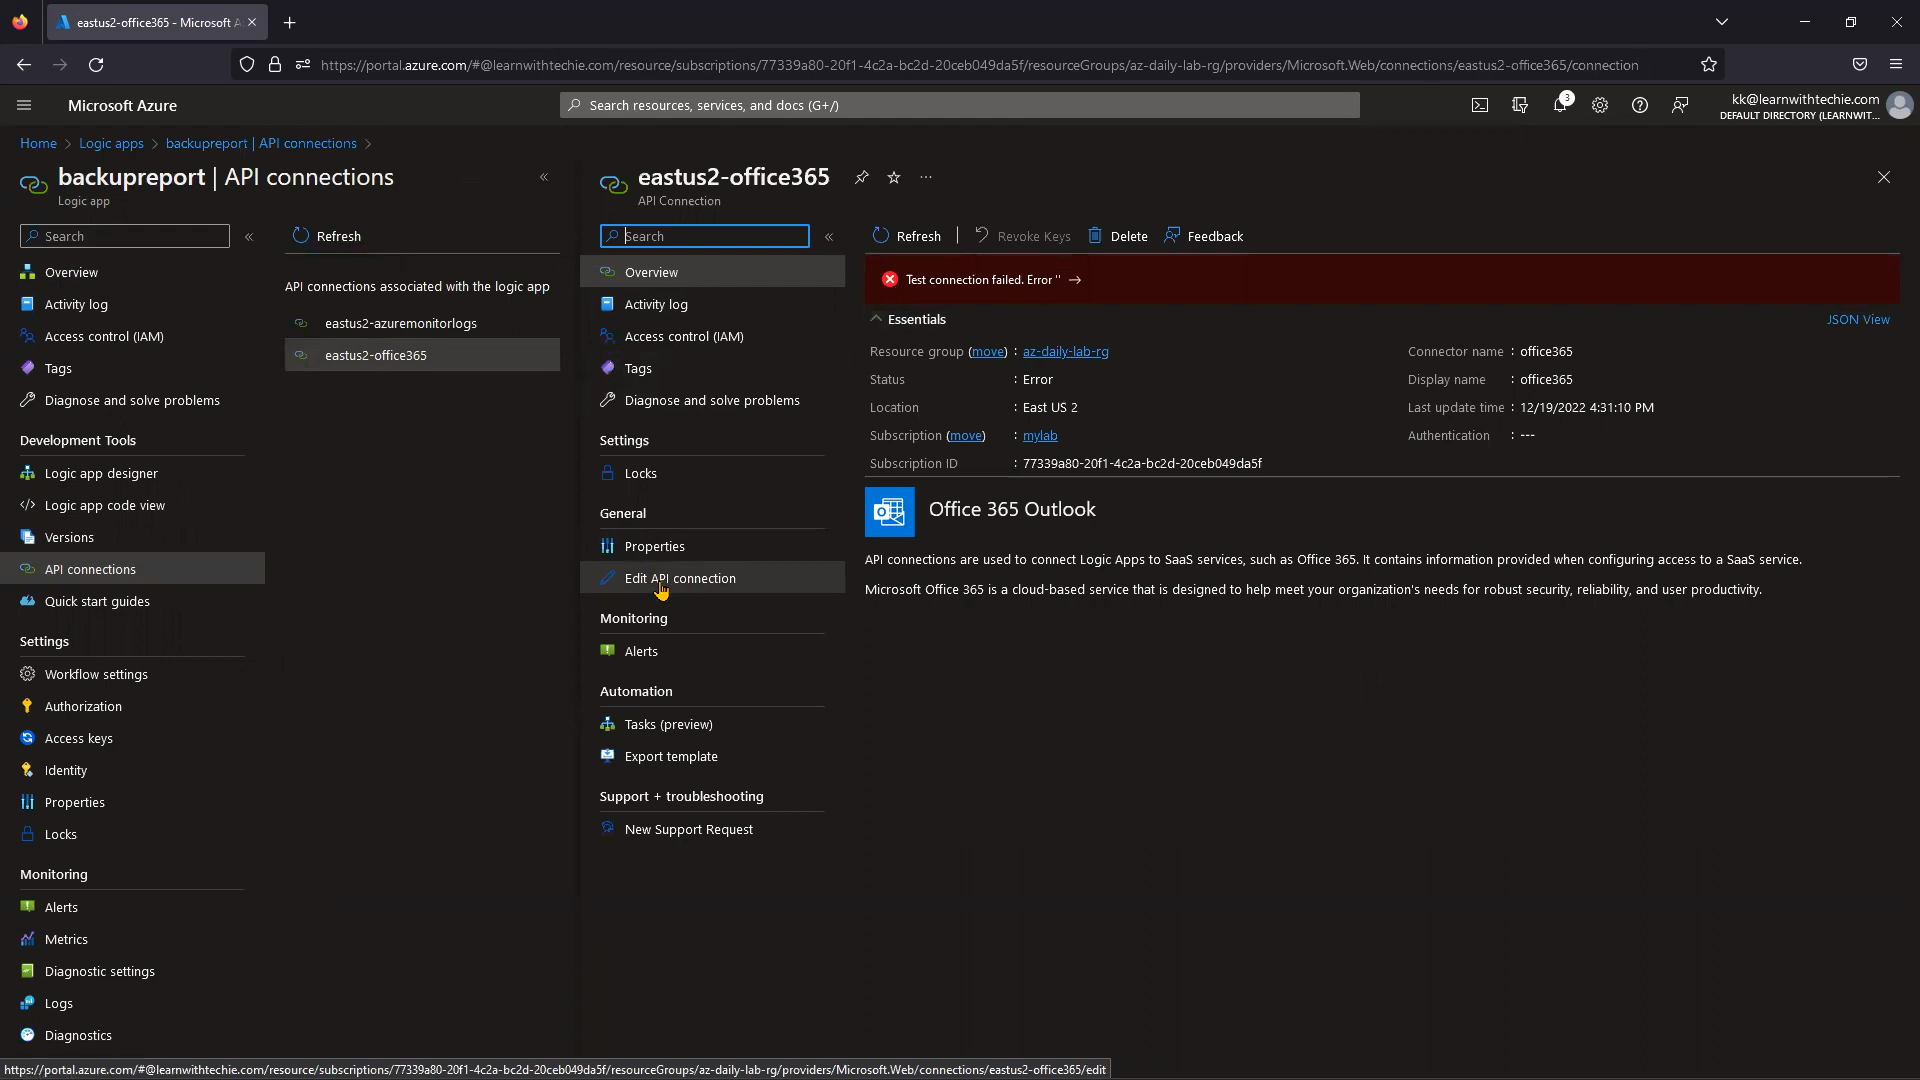 eastus2-office365 - Microsoft A
https://portal.azure.com/#@learnwithtechie.com/resource/subscriptions/77339a80-20f1-4c2a-bc2d-20ceb049da5f/resourceGroups/az-daily-lab-rg/providers/Microsoft.Web/connections/eastus2-office365/connection
Microsoft Azure
Search resources, services, and docs (G+/)
3
kk@learnwithtechie.com
DEFAULT DIRECTORY (LEARNWIT...
Home > Logic apps > backupreport | API connections >
backupreport | API connections
Logic app
Search
Overview
Activity log
Access control (IAM)
Tags
Diagnose and solve problems
Development Tools
Logic app designer
Logic app code view
Versions
API connections
Quick start guides
Settings
Workflow settings
Authorization
Access keys
Identity
Properties
Locks
Monitoring
Alerts
Metrics
Diagnostic settings
Logs
Diagnostics
Refresh
API connections associated with the logic app
eastus2-azuremonitorlogs
eastus2-office365
eastus2-office365
API Connection
Search
Overview
Activity log
Access control (IAM)
Tags
Diagnose and solve problems
Settings
Locks
General
Properties
Edit API connection
Monitoring
Alerts
Automation
Tasks (preview)
Export template
Support + troubleshooting
New Support Request
Refresh | Revoke Keys Delete Feedback
Test connection failed. Error '' →
Essentials
JSON View
Resource group (move) : az-daily-lab-rg
Status : Error
Location : East US 2
Subscription (move) : mylab
Subscription ID : 77339a80-20f1-4c2a-bc2d-20ceb049da5f
Connector name : office365
Display name : office365
Last update time : 12/19/2022 4:31:10 PM
Authentication : ---
Office 365 Outlook
API connections are used to connect Logic Apps to SaaS services, such as Office 365. It contains information provided when configuring access to a SaaS service.
Microsoft Office 365 is a cloud-based service that is designed to help meet your organization's needs for robust security, reliability, and user productivity.
https://portal.azure.com/#@learnwithtechie.com/resource/subscriptions/77339a80-20f1-4c2a-bc2d-20ceb049da5f/resourceGroups/az-daily-lab-rg/providers/Microsoft.Web/connections/eastus2-office365/edit